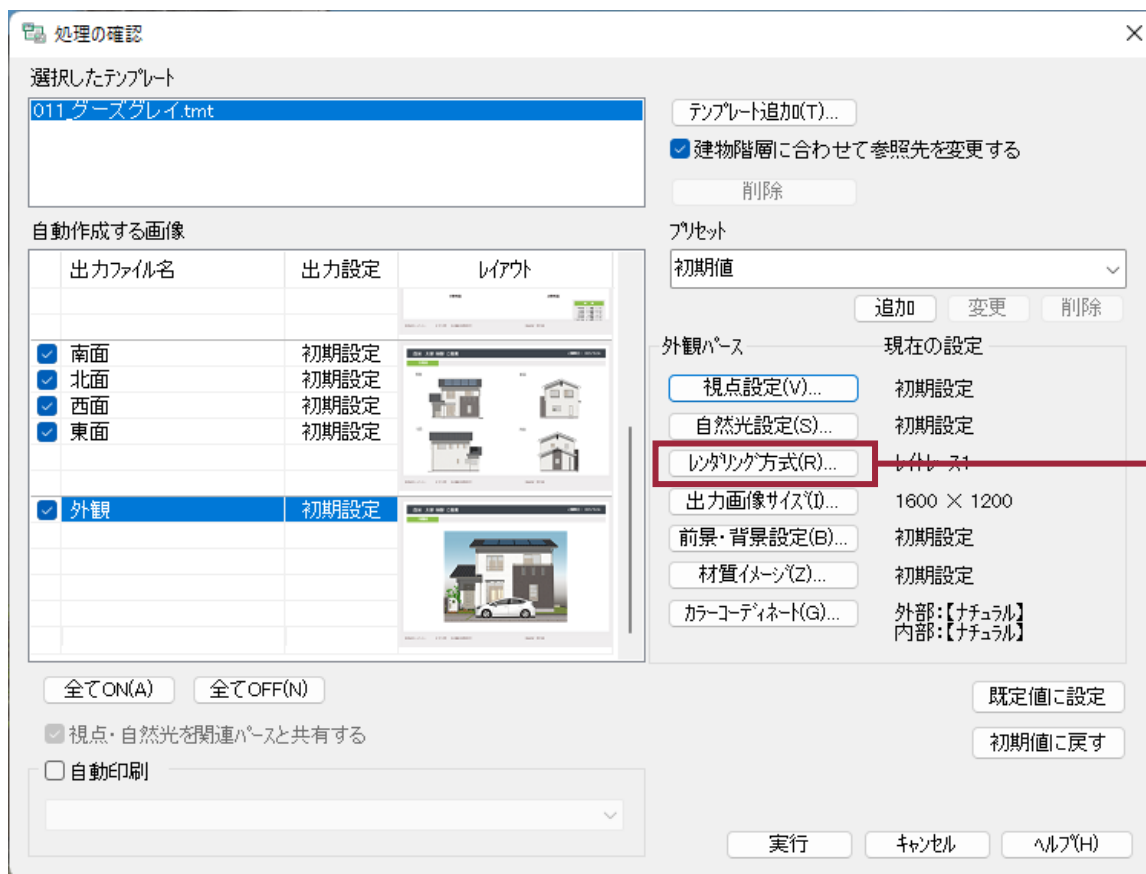 処理の確認
選択したテンプレート
011_グーズグレイ.tmt
テンプレート追加(T)...
建物階層に合わせて参照先を変更する
削除
自動作成する画像
プリセット
出力ファイル名 出力設定 レイアウト
初期値
追加 変更 削除
南面 初期設定
北面 初期設定
西面 初期設定
東面 初期設定
外観 初期設定
外観パース 現在の設定
視点設定(V)... 初期設定
自然光設定(S)... 初期設定
レンダリング方式(R)... レイトレース1
出力画像サイズ(I)... 1600 × 1200
前景・背景設定(B)... 初期設定
材質イメージ(Z)... 初期設定
カラーコーディネート(G)... 外部:【ナチュラル】
内部:【ナチュラル】
全てON(A) 全てOFF(N)
既定値に設定
視点・自然光を関連パースと共有する
初期値に戻す
自動印刷
実行 キャンセル ヘルプ(H)